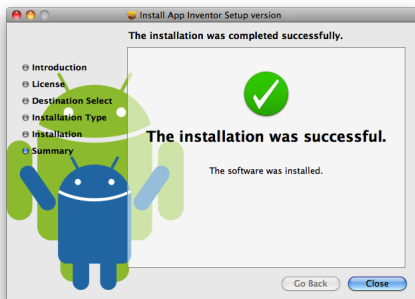 Install App Inventor Setup version
The installation was completed successfully.
Introduction
License
Destination Select
Installation Type
Installation
Summary
The installation was successful.
The software was installed.
Go Back
Close